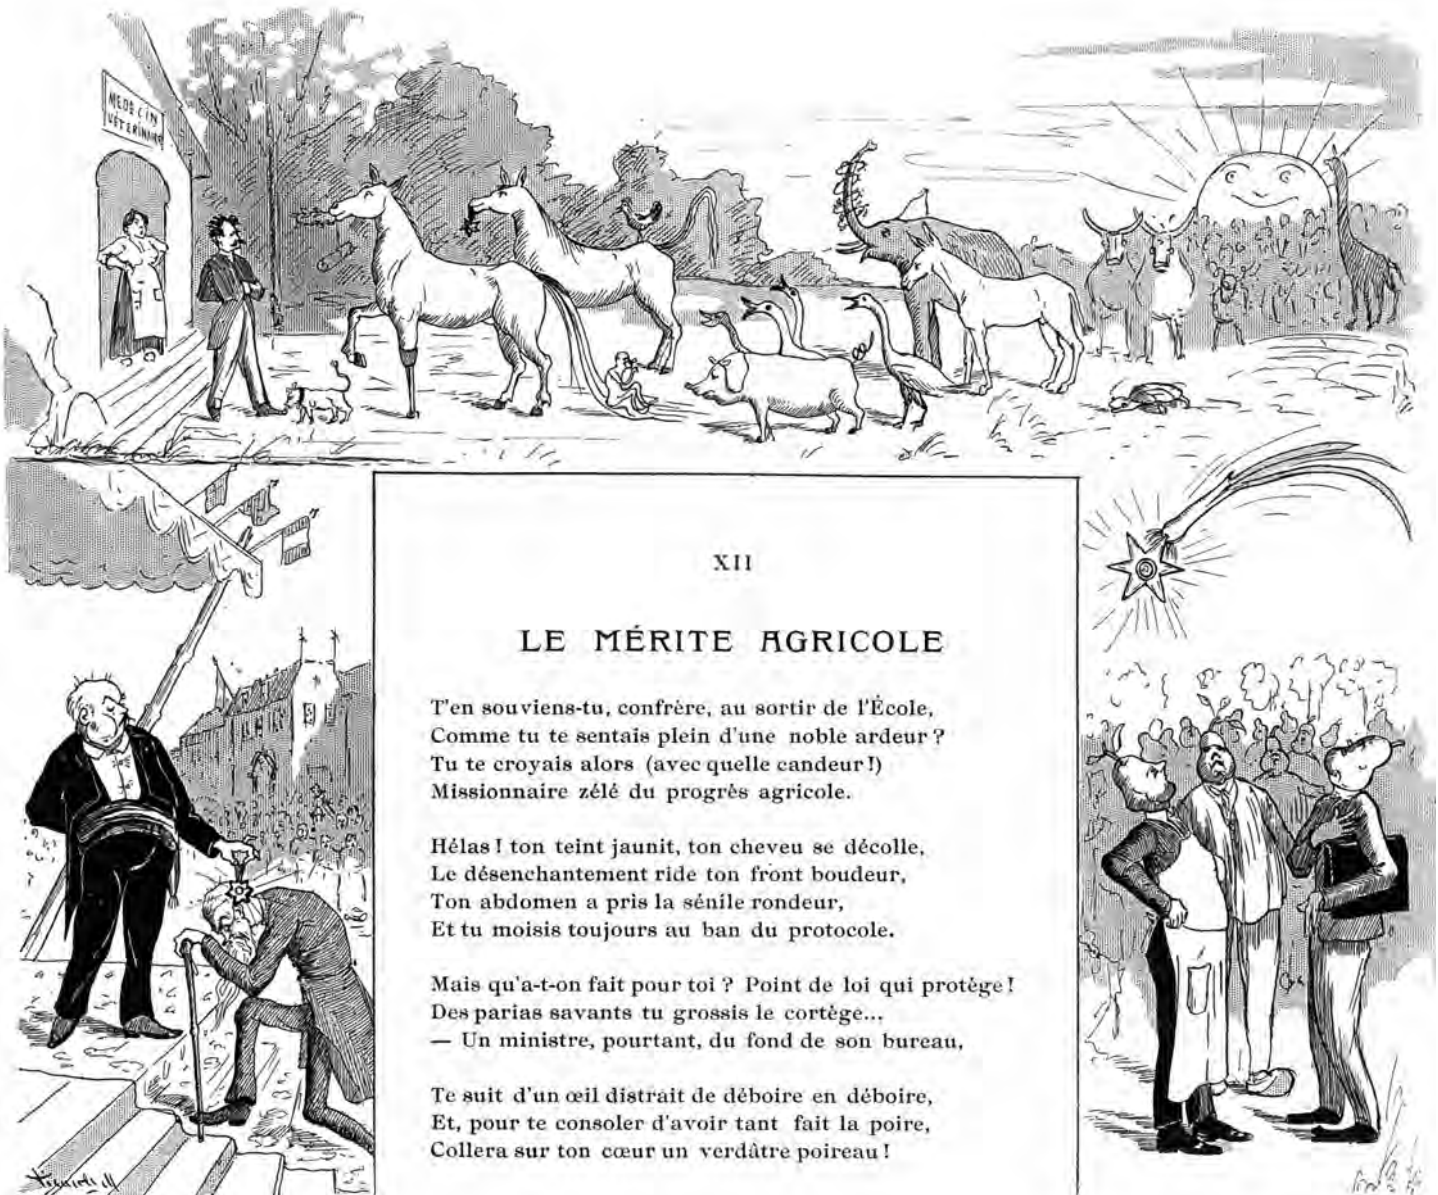 MEDECIN
VÉTERINAIRE
XII
LE MÉRITE AGRICOLE
T'en souviens-tu, confrère, au sortir de l'École,
Comme tu te sentais plein d'une noble ardeur ?
Tu te croyais alors (avec quelle candeur !)
Missionnaire zélé du progrès agricole.
Hélas ! ton teint jaunit, ton cheveu se décolle,
Le désenchantement ride ton front boudeur,
Ton abdomen a pris la sénile rondeur,
Et tu moisis toujours au ban du protocole.
Mais qu'a-t-on fait pour toi ? Point de loi qui protège !
Des parias savants tu grossis le cortège...
— Un ministre, pourtant, du fond de son bureau,
Te suit d'un œil distrait de déboire en déboire,
Et, pour te consoler d'avoir tant fait la poire,
Collera sur ton cœur un verdâtre poireau !